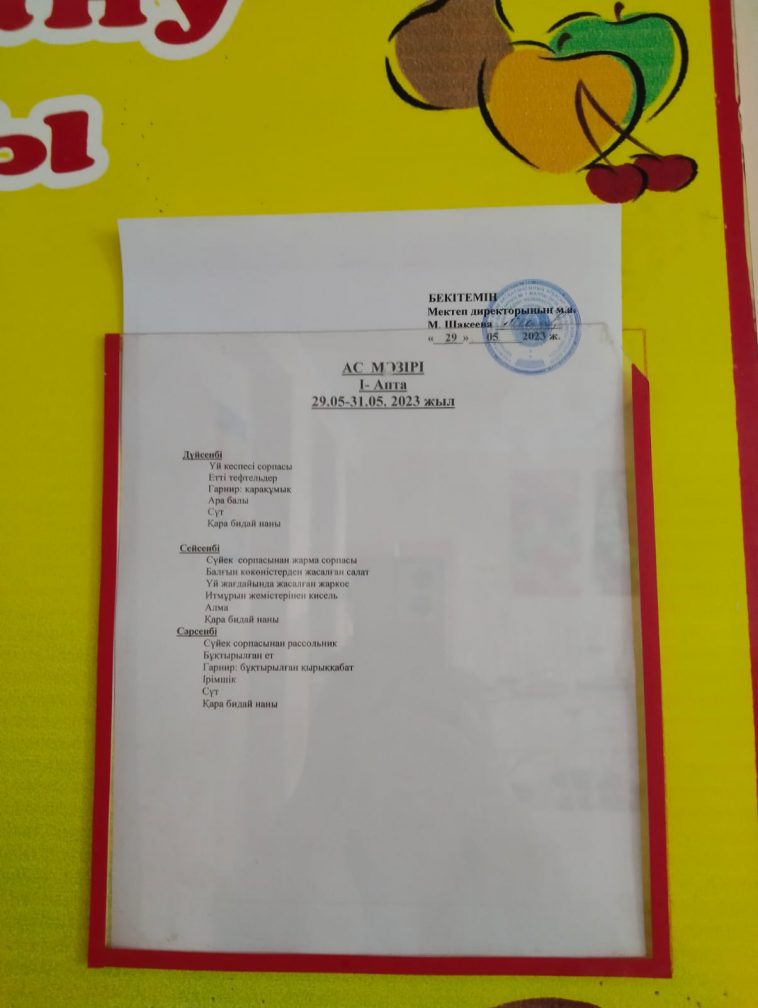 ы
БЕКІТЕМІН
Мектеп директорының м.а.
М. Шакеева
« 29 » 05 2023 ж.
АС МӘЗІРІ
І- Апта
29.05-31.05. 2023 жыл
Дүйсенбі
Үй кеспесі сорпасы
Етті тефтельдер
Гарнир: қарақұмық
Ара балы
Сүт
Қара бидай наны
Сейсенбі
Сүйек сорпасынан жарма сорпасы
Балғын көкөністерден жасалған салат
Үй жағдайында жасалған жаркое
Итмұрын жемістерінен кисель
Алма
Қара бидай наны
Сәрсенбі
Сүйек сорпасынан рассольник
Бұқтырылған ет
Гарнир: бұқтырылған қырыққабат
Ірімшік
Сүт
Қара бидай наны